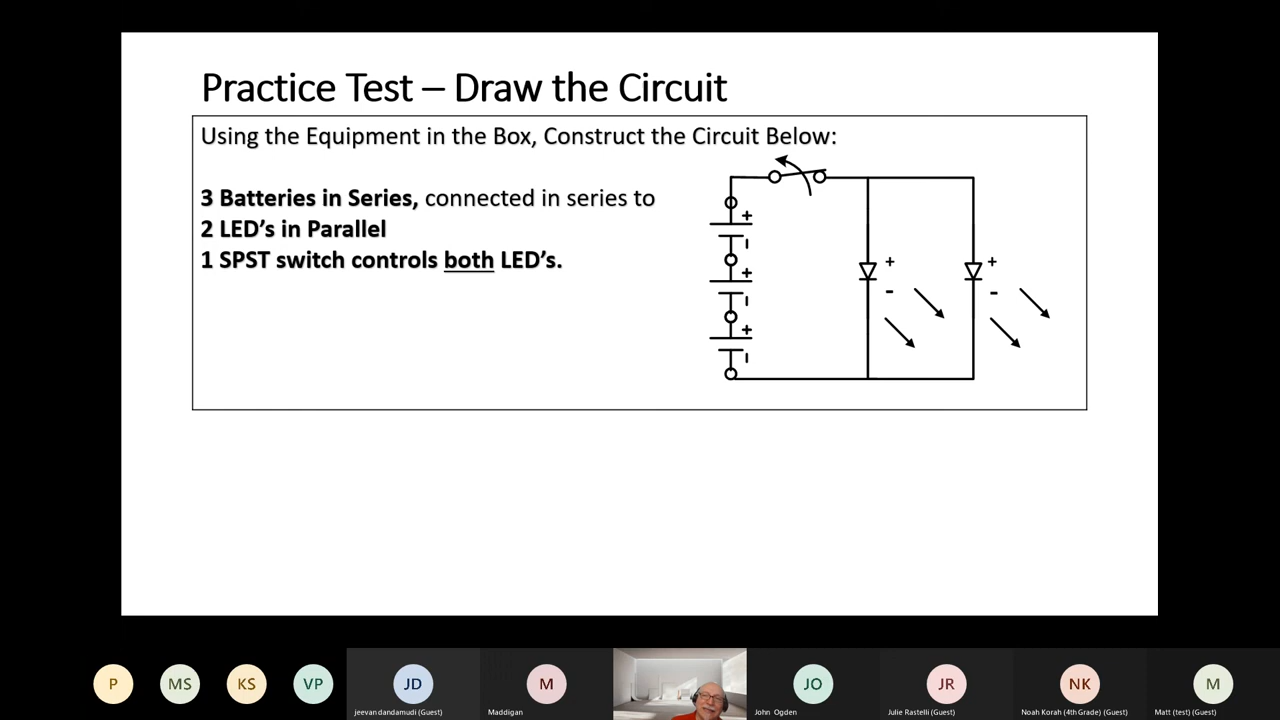 Practice Test – Draw the Circuit
Using the Equipment in the Box, Construct the Circuit Below:
3 Batteries in Series, connected in series to
2 LED's in Parallel
1 SPST switch controls both LED's.
+
-
+
-
+
-
+
-
+
-
P
MS
KS
VP
JD
M
JO
JR
NK
M
jeevan dandamudi (Guest)
Maddigan
John Ogden
Julie Rastelli (Guest)
Noah Korah (4th Grade) (Guest)
Matt (test) (Guest)